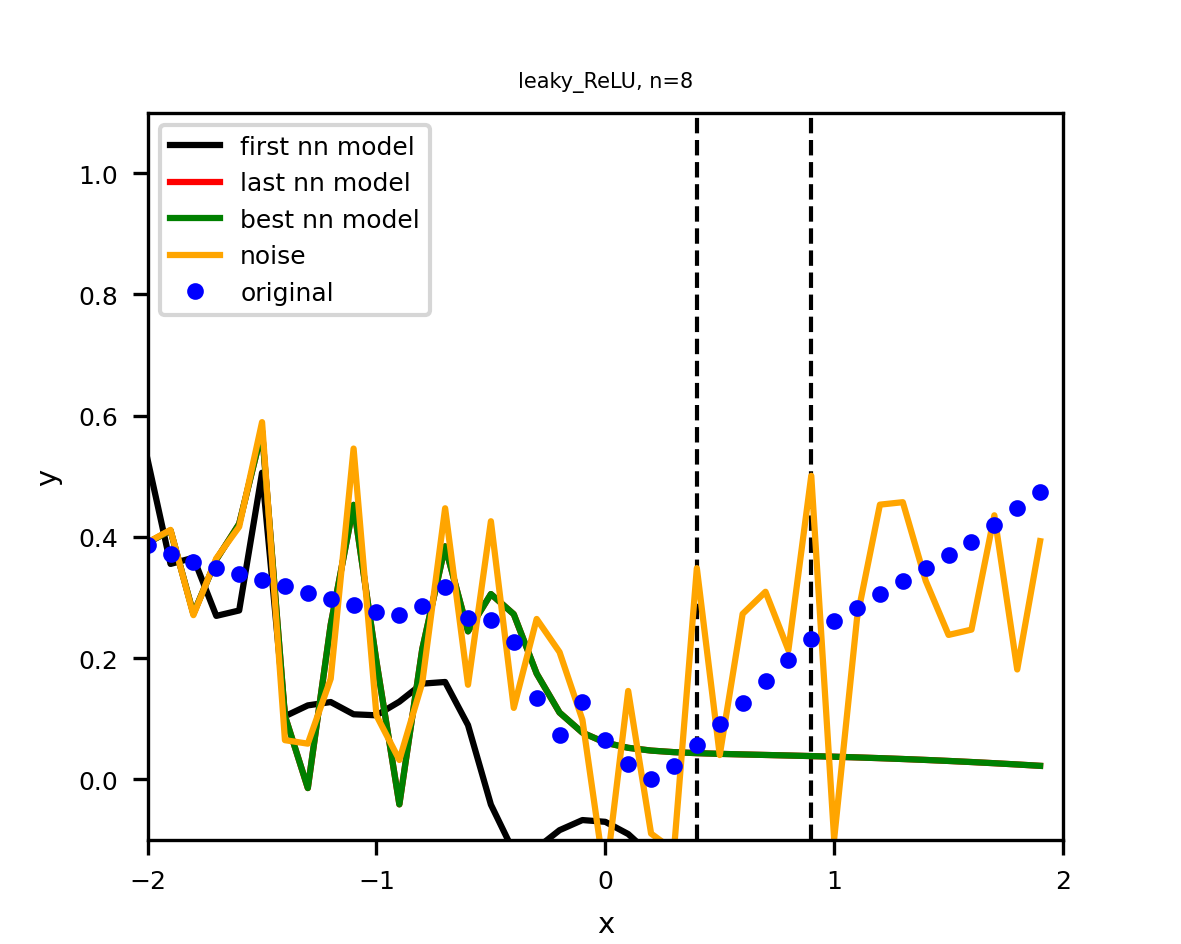 leaky_ReLU, n=8
first nn model
last nn model
best nn model
noise
original
1.0
0.8
0.6
0.4
0.2
0.0
y
−2
−1
0
1
2
x